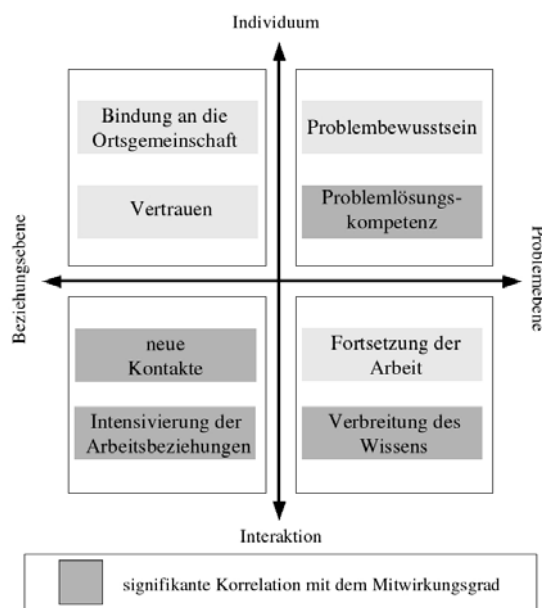 Individuum
Bindung an die
Ortsgemeinschaft
Vertrauen
Problembewusstsein
Problemlösungs-
kompetenz
Beziehungsebene
Problemebene
neue
Kontakte
Intensivierung der
Arbeitsbeziehungen
Fortsetzung der
Arbeit
Verbreitung des
Wissens
Interaktion
signifikante Korrelation mit dem Mitwirkungsgrad